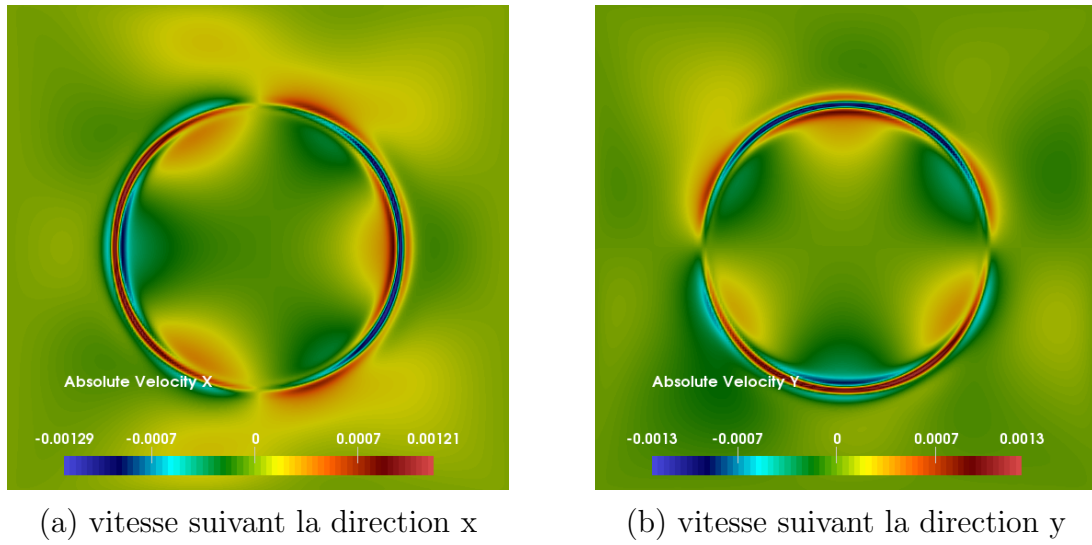 Absolute Velocity X
-0.00129 -0.0007 0 0.0007 0.00121
(a) vitesse suivant la direction x
Absolute Velocity Y
-0.0013 -0.0007 0 0.0007 0.0013
(b) vitesse suivant la direction y